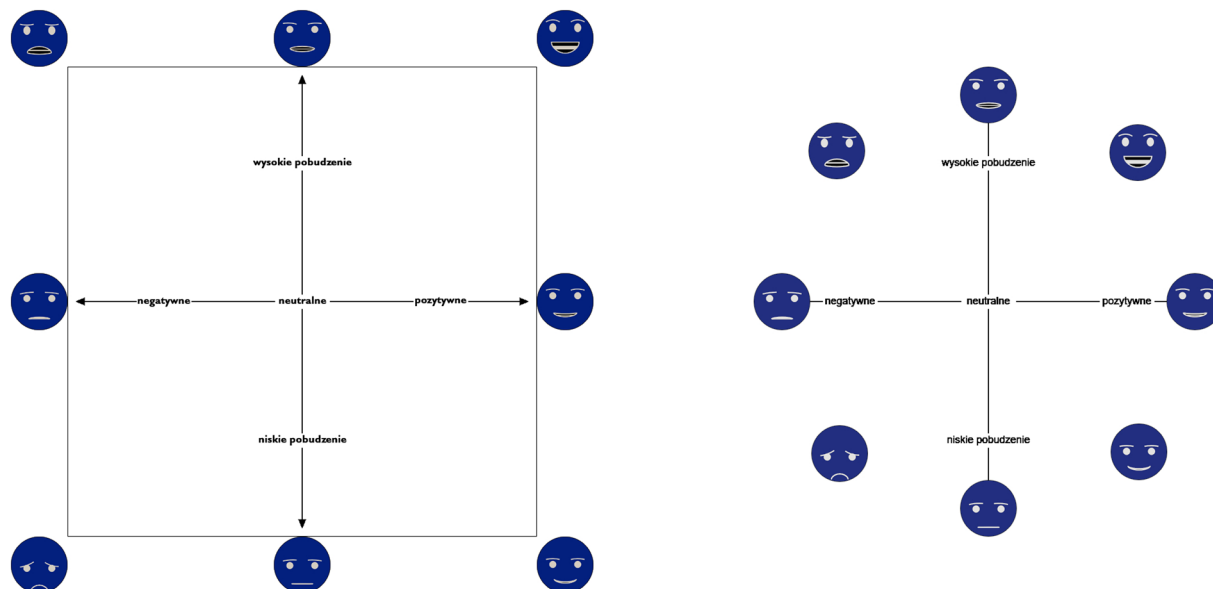 wysokie pobudzenie
negatywne
neutralne
pozytywne
niskie pobudzenie
wysokie pobudzenie
negatywne
neutralne
pozytywne
niskie pobudzenie